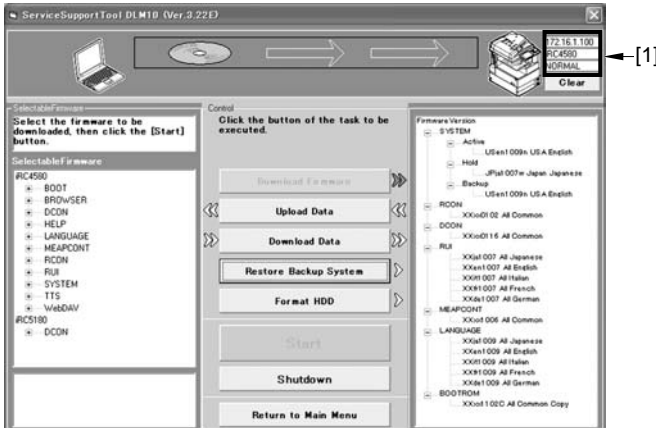 ServiceSupportTool DLM10 (Ver.3.22E)
172.16.1.100
iRC4580
NORMAL
Clear
[1]
SelectableFirmware
Select the firmware to be
downloaded, then click the [Start]
button.
SelectableFirmware
iRC4580
BOOT
BROWSER
DCON
HELP
LANGUAGE
MEAPCONT
RCON
RUI
SYSTEM
TTS
WebDAV
iRC5180
DCON
Control
Click the button of the task to be
executed.
Download Firmware
Upload Data
Download Data
Restore Backup System
Format HDD
Start
Shutdown
Return to Main Menu
Firmware Version
SYSTEM
Active
USen1009n USA English
Hold
JPja1007w Japan Japanese
Backup
USen1009n USA English
RCON
XXio0102 All Common
DCON
XXio0116 All Common
RUI
XXja1007 All Japanese
XXen1007 All English
XXit1007 All Italian
XXfr1007 All French
XXde1007 All German
MEAPCONT
All Common
LANGUAGE
XXja1009 All Japanese
XXen1009 All English
XXit1009 All Italian
XXfr1009 All French
XXde1009 All German
BOOTROM
All Common Copy